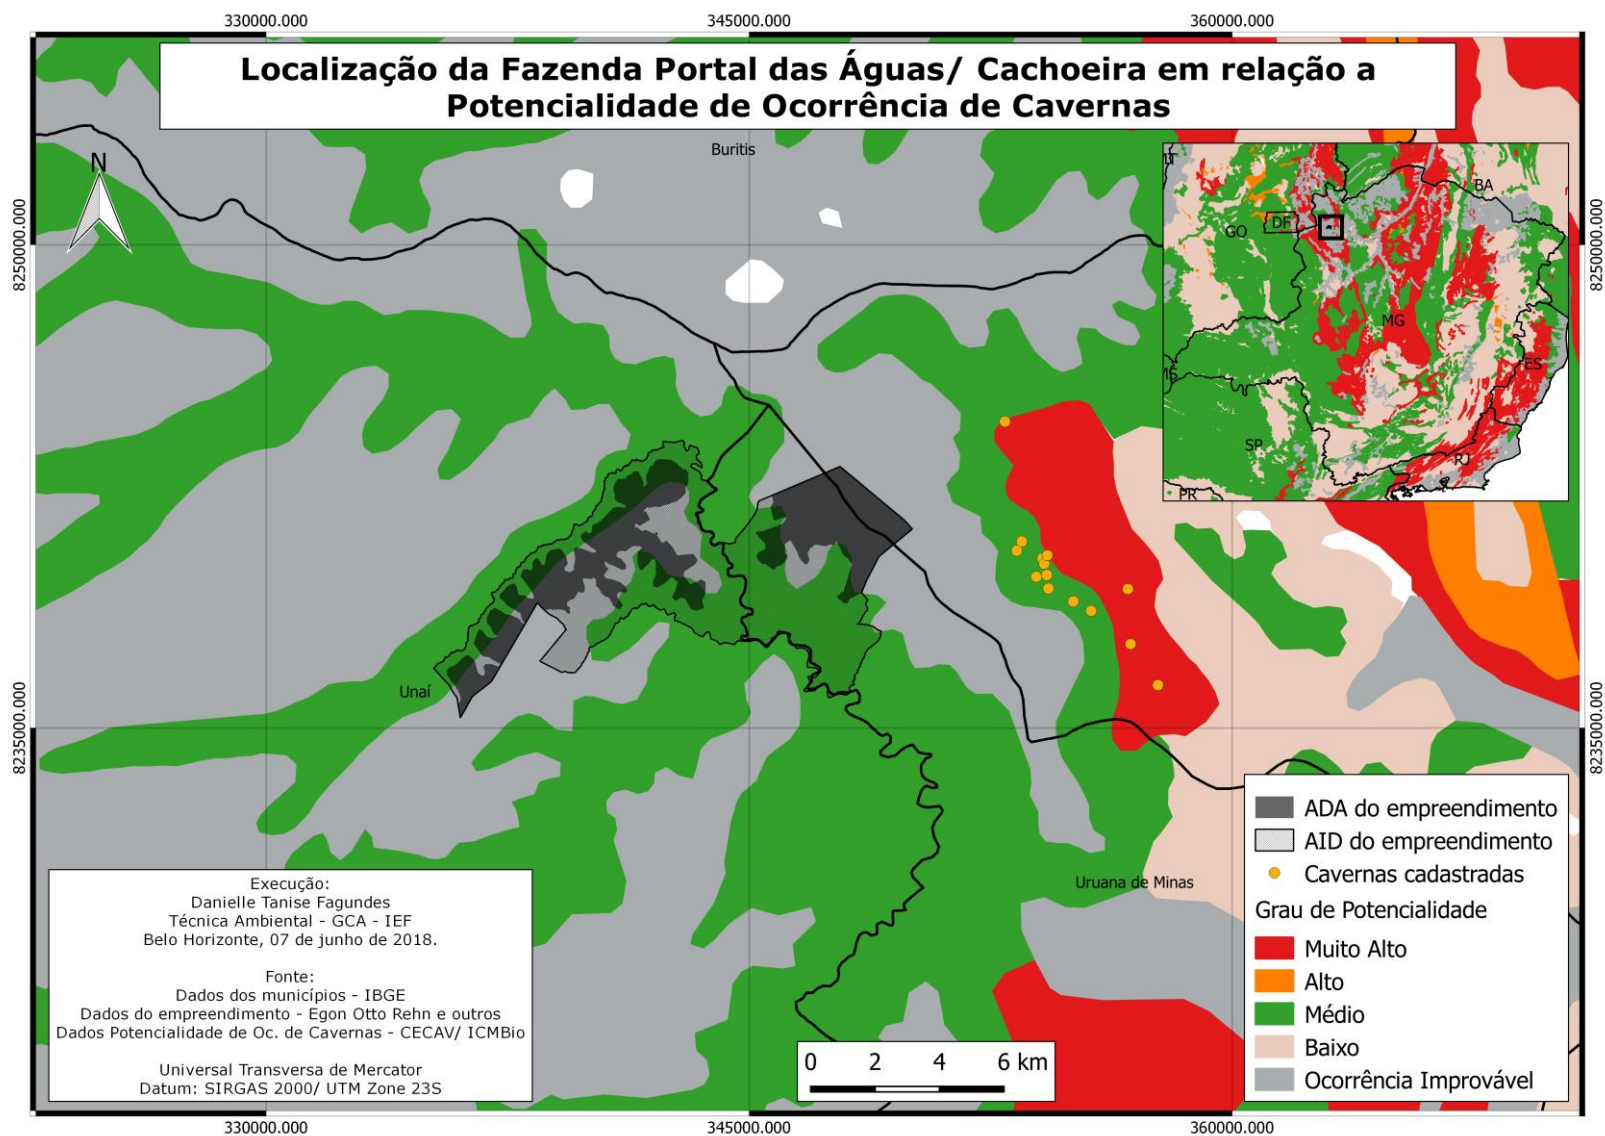 330000.000
345000.000
360000.000
Localização da Fazenda Portal das Águas/ Cachoeira em relação a
Potencialidade de Ocorrência de Cavernas
N
Buritis
BA
DF
GO
MG
ES
SP
RJ
PR
8250000.000
8250000.000
Unaí
8235000.000
8235000.000
Uruana de Minas
ADA do empreendimento
AID do empreendimento
Cavernas cadastradas
Grau de Potencialidade
Muito Alto
Alto
Médio
Baixo
Ocorrência Improvável
Execução:
Danielle Tanise Fagundes
Técnica Ambiental - GCA - IEF
Belo Horizonte, 07 de junho de 2018.
Fonte:
Dados dos municípios - IBGE
Dados do empreendimento - Egon Otto Rehn e outros
Dados Potencialidade de Oc. de Cavernas - CECAV/ ICMBio
Universal Transversa de Mercator
Datum: SIRGAS 2000/ UTM Zone 23S
0 2 4 6 km
330000.000
345000.000
360000.000